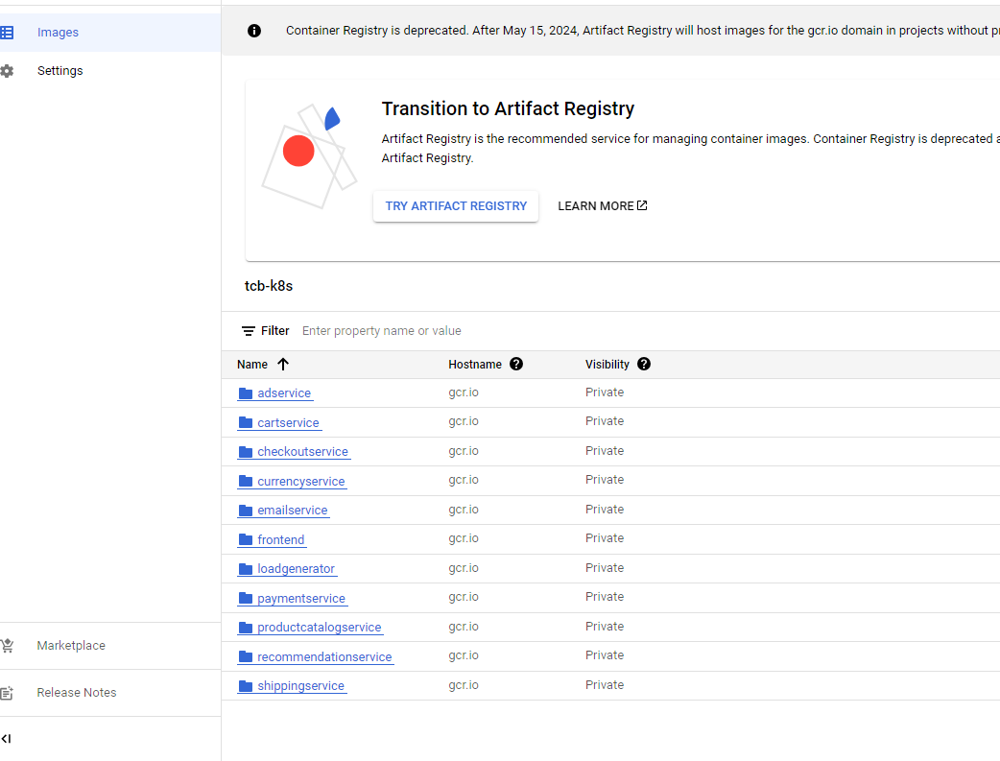 Images
Settings
Container Registry is deprecated. After May 15, 2024, Artifact Registry will host images for the gcr.io domain in projects without
Transition to Artifact Registry
Artifact Registry is the recommended service for managing container images. Container Registry is deprecated
Artifact Registry.
TRY ARTIFACT REGISTRY LEARN MORE
tcb-k8s
Filter Enter property name or value
Name Hostname Visibility
adservice gcr.io Private
cartservice gcr.io Private
checkoutservice gcr.io Private
currencyservice gcr.io Private
emailservice gcr.io Private
frontend gcr.io Private
loadgenerator gcr.io Private
paymentservice gcr.io Private
productcatalogservice gcr.io Private
recommendationservice gcr.io Private
shippingservice gcr.io Private
Marketplace
Release Notes